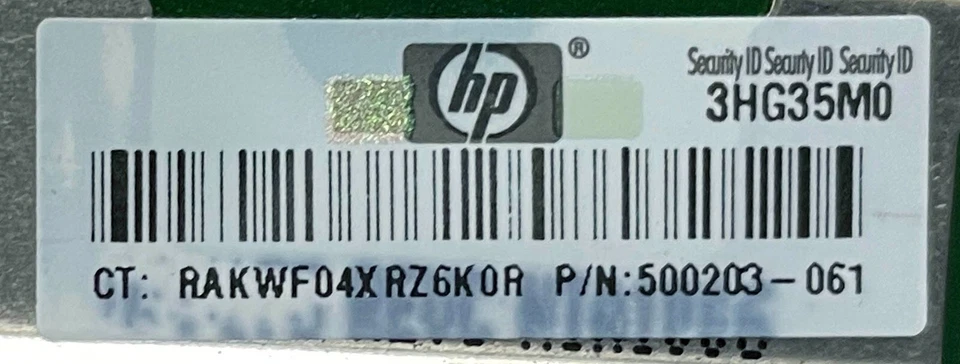 hp®
Security ID Security ID Security ID
3HG35M0
CT: RAKWF04XRZ6K0R P/N:500203-061